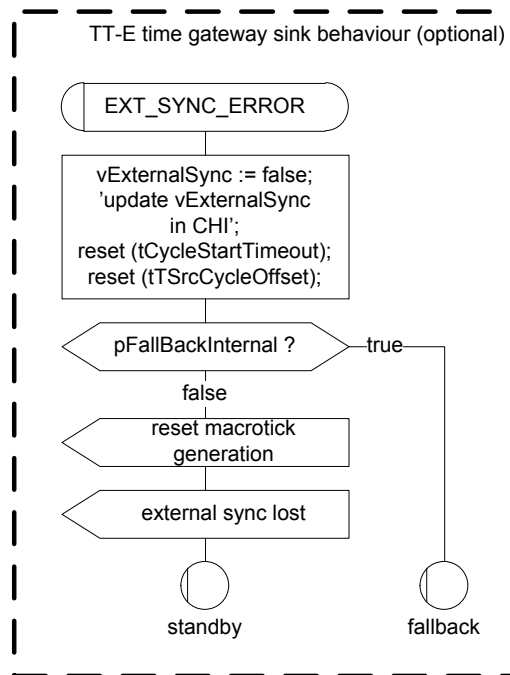 TT-E time gateway sink behaviour (optional)
EXT_SYNC_ERROR
vExternalSync := false;
'update vExternalSync
in CHI';
reset (tCycleStartTimeout);
reset (tTSrcCycleOffset);
pFallBackInternal ?
true
false
reset macrotick
generation
external sync lost
standby
fallback